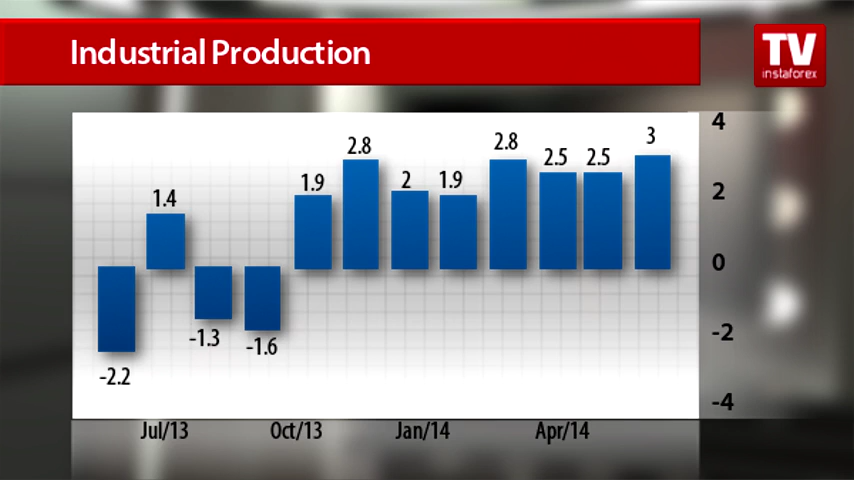 Industrial Production
TV
instaforex
4
2
0
-2
-4
-2.2
1.4
-1.3
-1.6
1.9
2.8
2
1.9
2.8
2.5
2.5
3
Jul/13
Oct/13
Jan/14
Apr/14